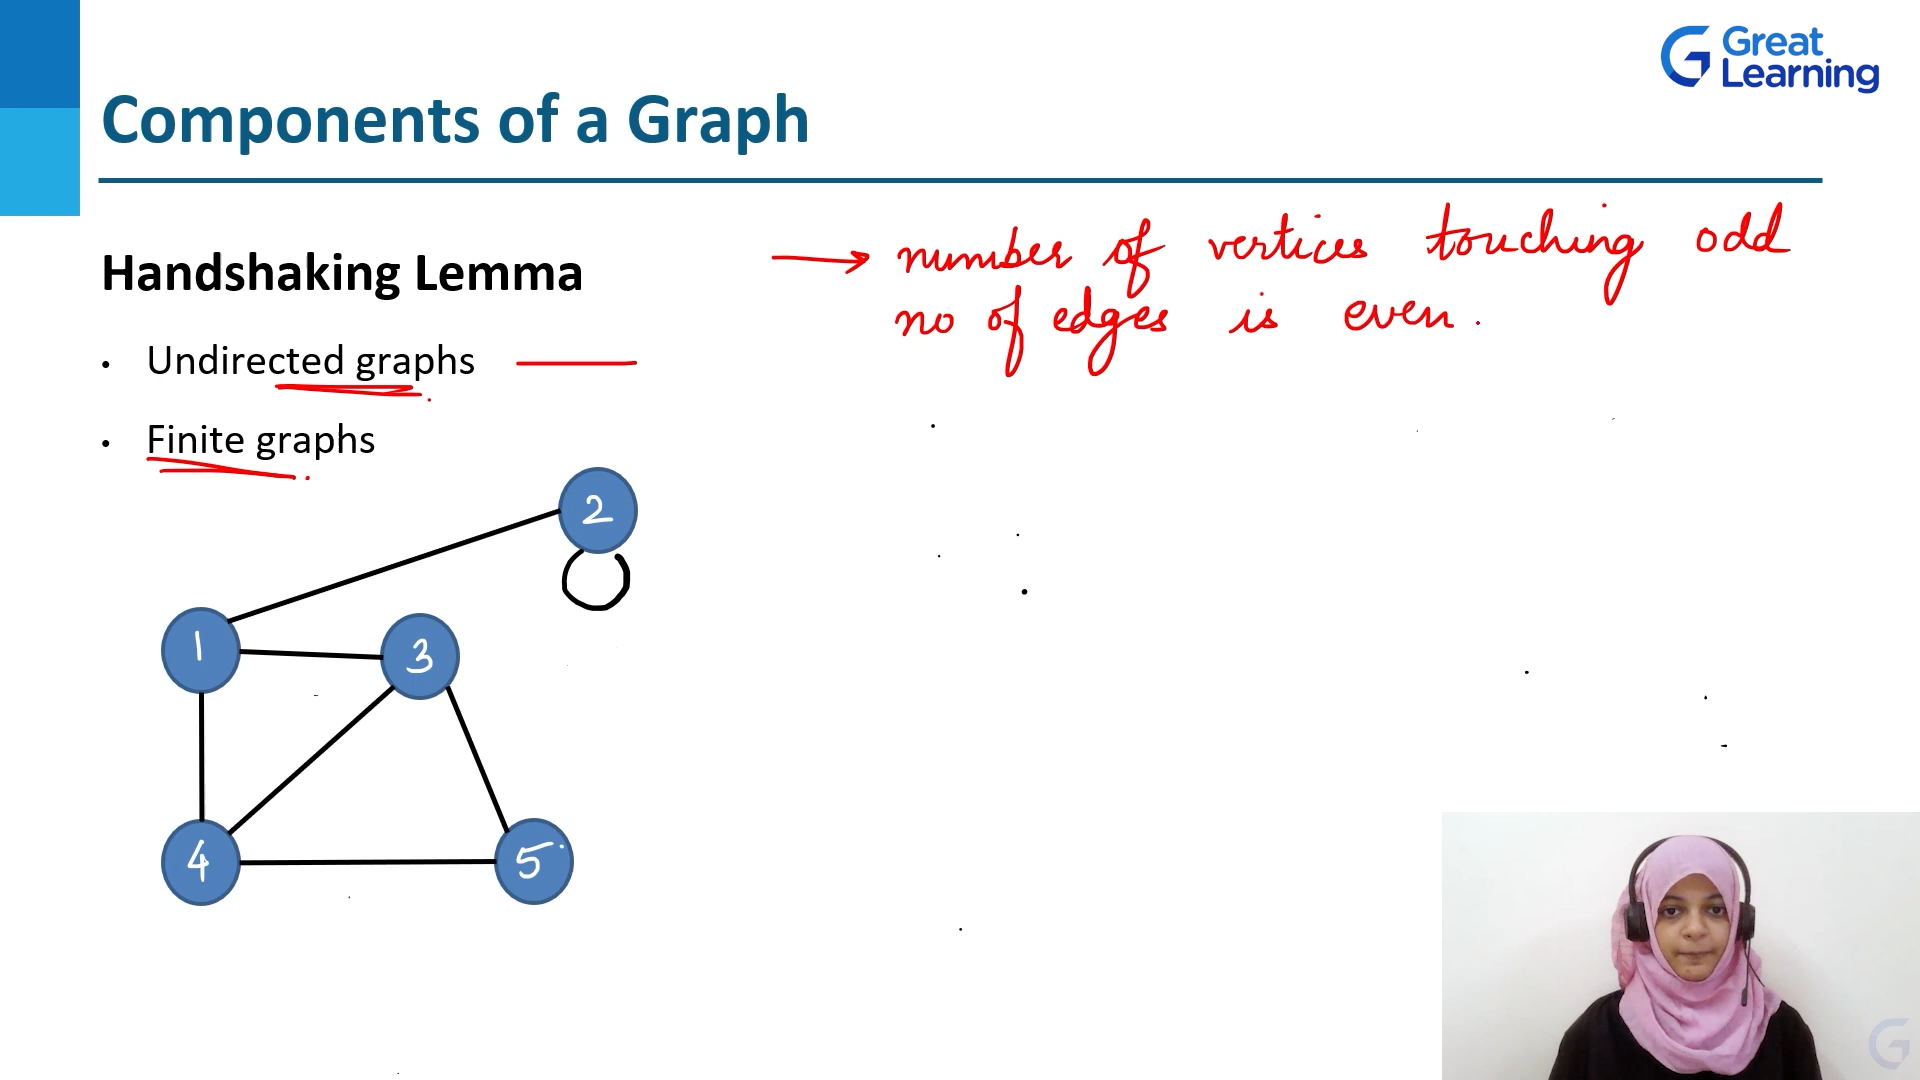 Great
Learning
Components of a Graph
Handshaking Lemma
→ number of vertices touching odd
no of edges is even.
• Undirected graphs
• Finite graphs
2
1
3
4
5